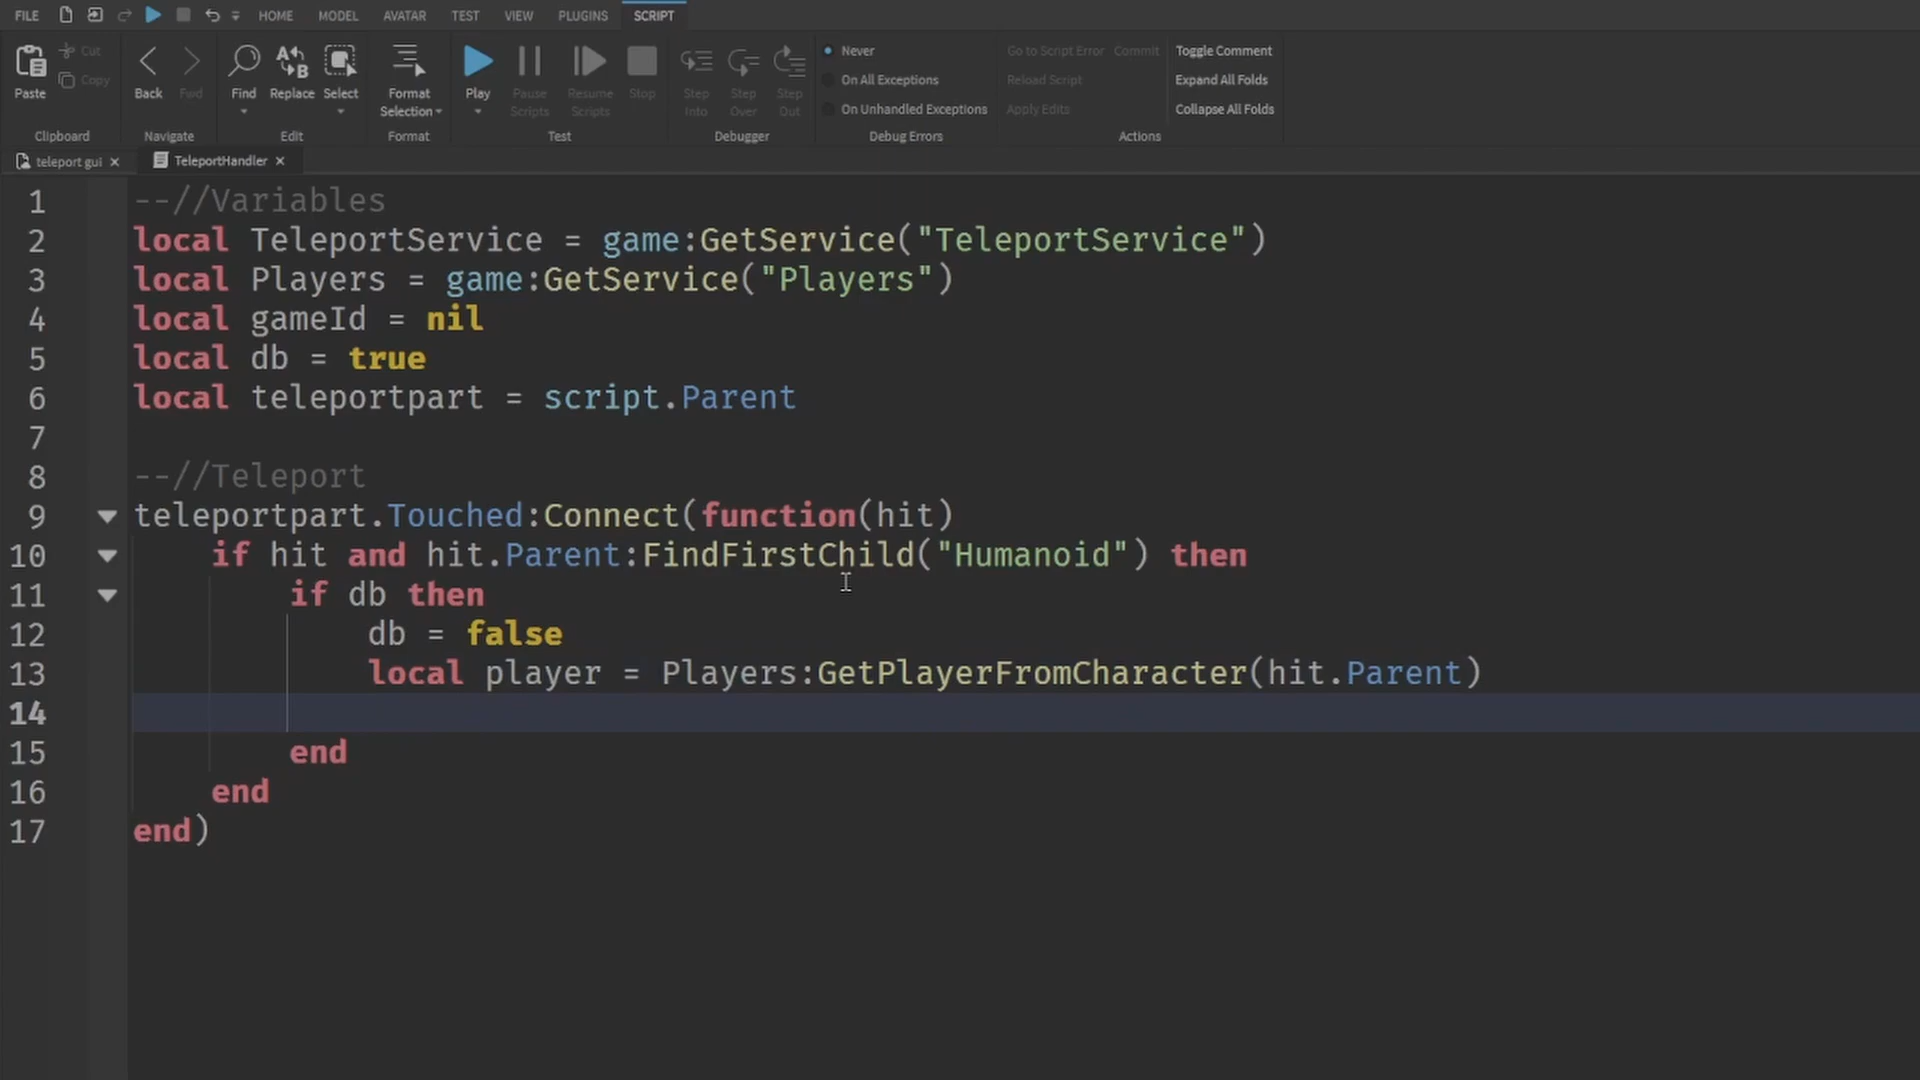 FILE HOME MODEL AVATAR TEST VIEW PLUGINS SCRIPT
Paste Cut Copy Back Fwd Find Replace Select Format Selection Play Pause Scripts Resume Scripts Stop Step Into Step Over Step Out
Never
On All Exceptions
On Unhandled Exceptions
Go to Script Error Commit
Reload Script
Apply Edits
Toggle Comment
Expand All Folds
Collapse All Folds
Clipboard Navigate Edit Format Test Debugger Debug Errors Actions
teleport gui × TeleportHandler ×
1 --//Variables
2 local TeleportService = game:GetService("TeleportService")
3 local Players = game:GetService("Players")
4 local gameId = nil
5 local db = true
6 local teleportpart = script.Parent
7
8 --//Teleport
9 teleportpart.Touched:Connect(function(hit)
10 if hit and hit.Parent:FindFirstChild("Humanoid") then
11 if db then
12 db = false
13 local player = Players:GetPlayerFromCharacter(hit.Parent)
14
15 end
16 end
17 end)